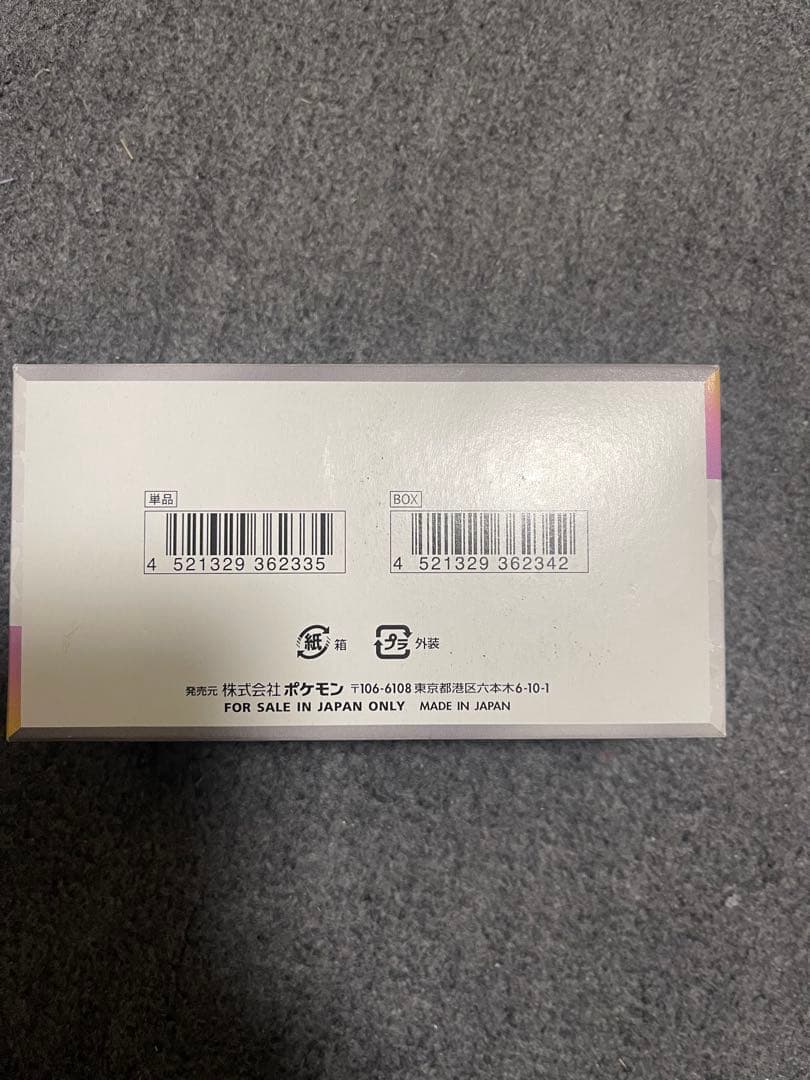 単品
4 521329 362335
BOX
4 521329 362342
紙 箱
プラ 外装
発売元 株式会社 ポケモン 〒106-6108 東京都港区六本木6-10-1
FOR SALE IN JAPAN ONLY MADE IN JAPAN